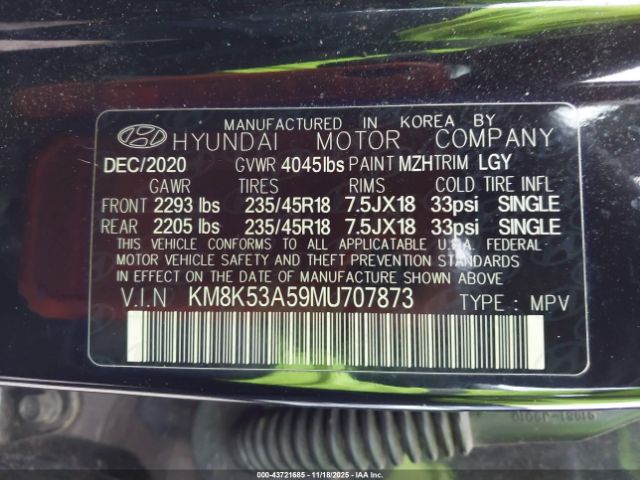 MANUFACTURED IN KOREA BY
HYUNDAI MOTOR COMPANY
DEC/2020 GVWR 4045lbs PAINT MZH TRIM LGY
GAWR TIRES RIMS COLD TIRE INFL
FRONT 2293 lbs 235/45R18 7.5JX18 33psi SINGLE
REAR 2205 lbs 235/45R18 7.5JX18 33psi SINGLE
THIS VEHICLE CONFORMS TO ALL APPLICABLE U.S.A. FEDERAL
MOTOR VEHICLE SAFETY AND THEFT PREVENTION STANDARDS
IN EFFECT ON THE DATE OF MANUFACTURE SHOWN ABOVE.
V.I.N KM8K53A59MU707873 TYPE : MPV
000-43721685 - 11/18/2025 - IAAI.COM